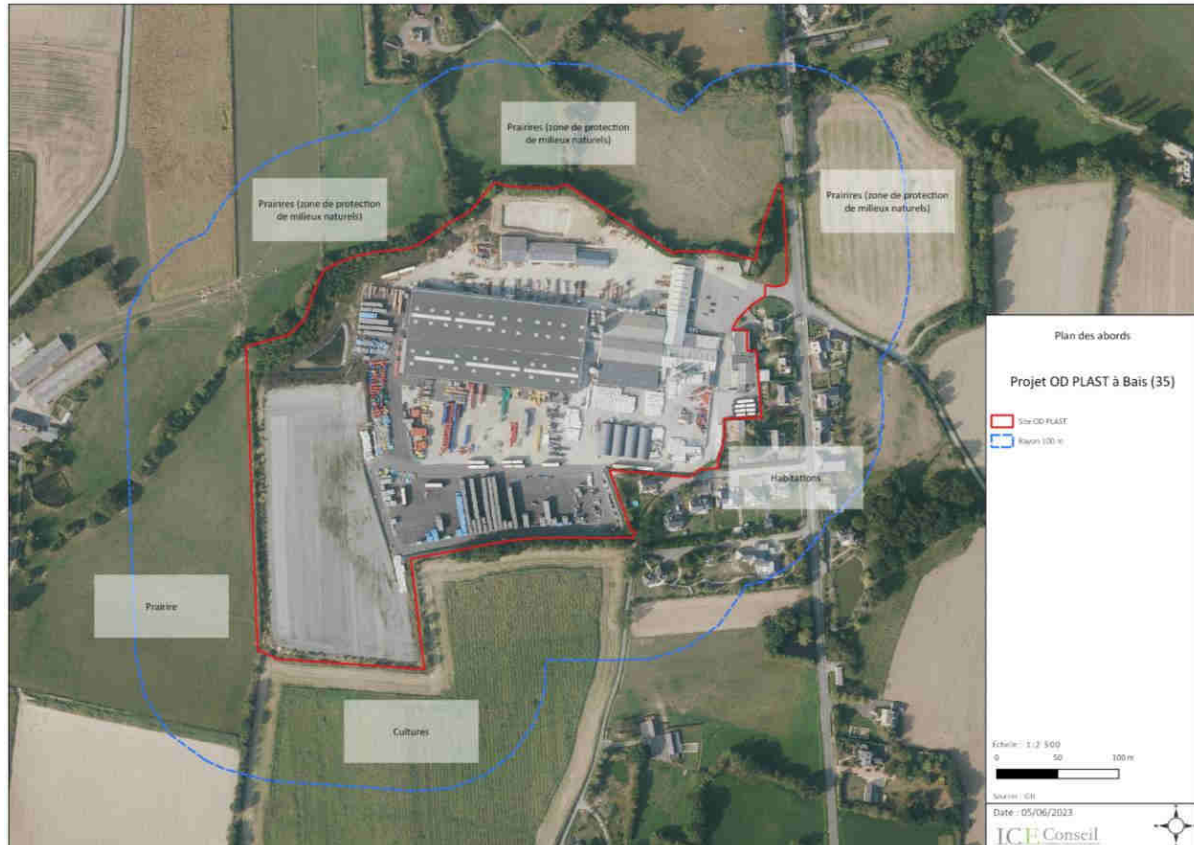 Prairires (zone de protection
de milieux naturels)
Prairires (zone de protection
de milieux naturels)
Prairires (zone de protection
de milieux naturels)
Habitations
Prairire
Cultures
Plan des abords
Projet OD PLAST à Bais (35)
Site OD PLAST
Rayon 100 m
Echelle : 1:2 500
0 50 100 m
Sources : IGN
Date : 05/06/2023
ICE Conseil